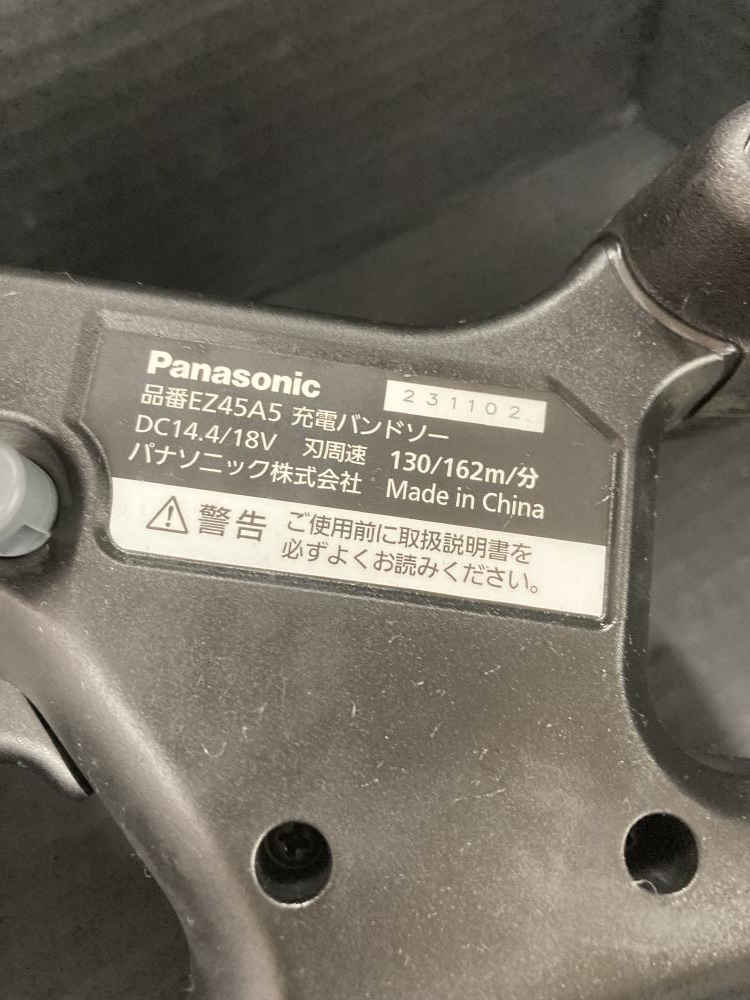 Panasonic
231102
品番EZ45A5 充電バンドソー
DC14.4/18V 刃周速 130/162m/分
パナソニック株式会社 Made in China
警告 ご使用前に取扱説明書を
必ずよくお読みください。